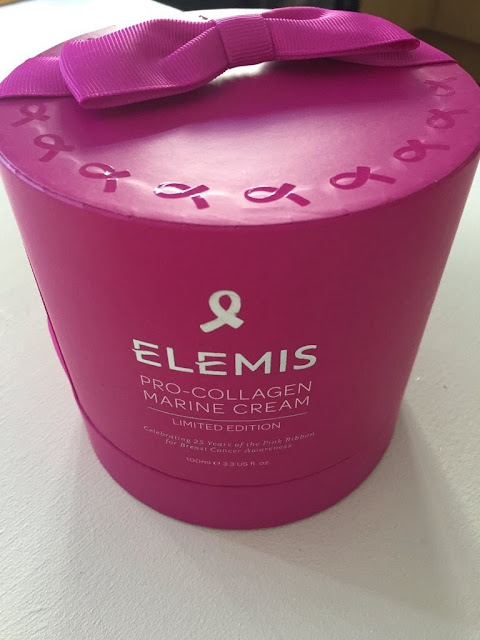 ELEMIS
PRO-COLLAGEN
MARINE CREAM
LIMITED EDITION
Celebrating 25 Years of the Pink Ribbon
for Breast Cancer Awareness
100ml ℮ 3.3 US fl. oz.